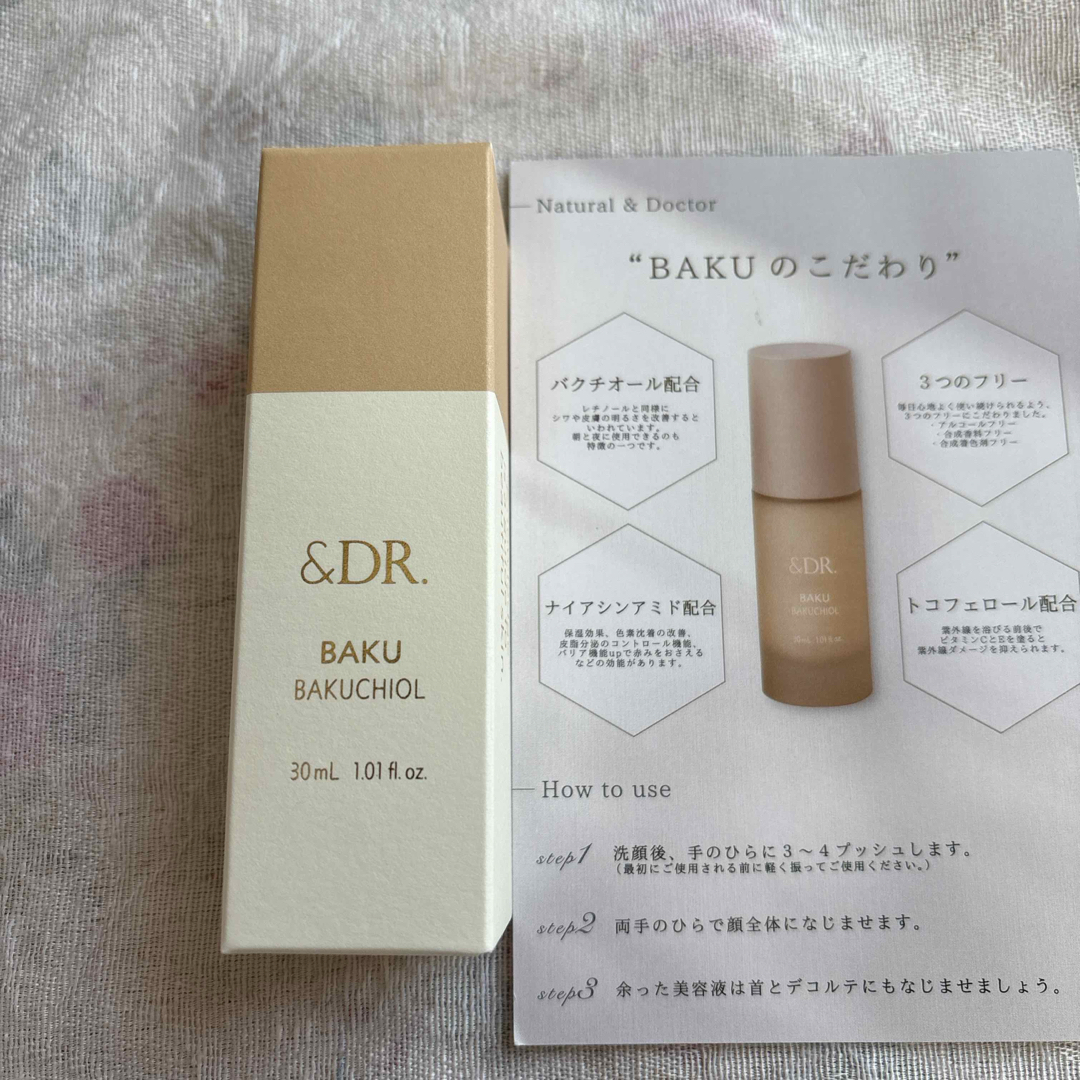 &DR.
BAKU
BAKUCHIOL
30mL 1.01 fl. oz.
Natural & Doctor
“BAKUのこだわり”
バクチオール配合
レチノールと同様に
シワや皮膚の明るさを改善すると
いわれています。
朝と夜に使用できるのも
特徴の一つです。
3つのフリー
毎日心地よく使い続けられるよう、
3つのフリーにこだわりました。
・アルコールフリー
・合成香料フリー
・合成着色剤フリー
ナイアシンアミド配合
保湿効果、色素沈着の改善、
皮脂分泌のコントロール機能、
バリア機能upで赤みをおさえる
などの効能があります。
&DR.
BAKU
BAKUCHIOL
30mL 1.01 fl. oz.
トコフェロール配合
紫外線を浴びる前後で
ビタミンCとEを塗ると
紫外線ダメージを抑えられます。
How to use
step1 洗顔後、手のひらに3〜4プッシュします。
（最初にご使用される前に軽く振ってご使用ください。）
step2 両手のひらで顔全体になじませます。
step3 余った美容液は首とデコルテにもなじませましょう。